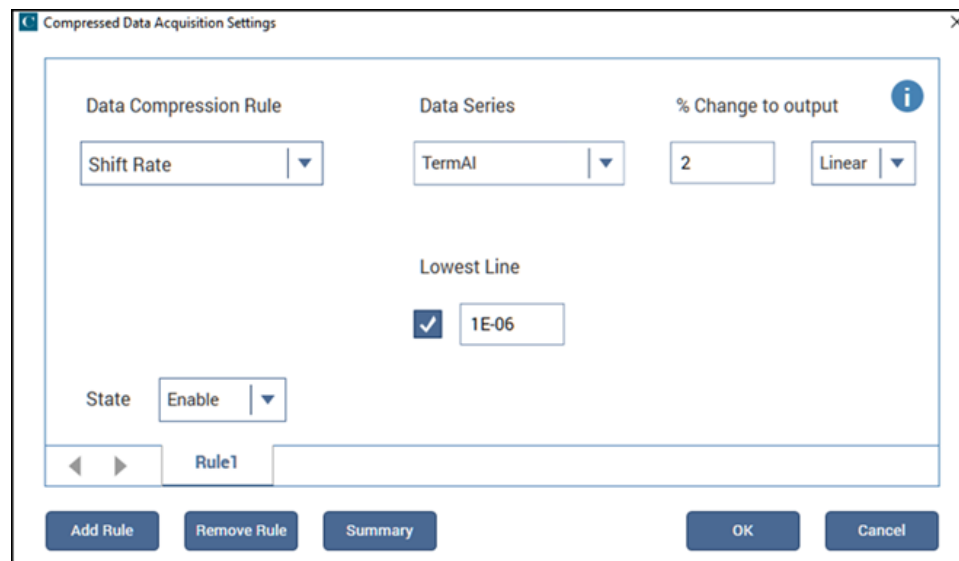 Compressed Data Acquisition Settings
Data Compression Rule
Data Series
% Change to output
Shift Rate
TermAI
2
Linear
Lowest Line
1E-06
State
Enable
Rule1
Add Rule
Remove Rule
Summary
OK
Cancel